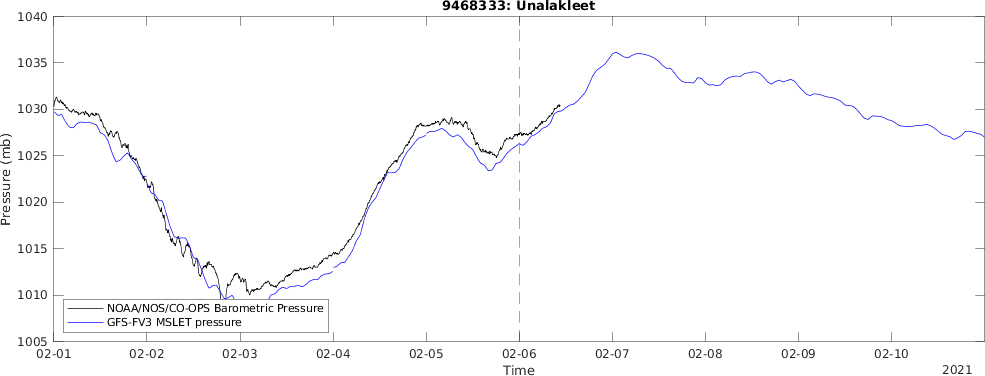 9468333: Unalakleet
Pressure (mb)
1040
1035
1030
1025
1020
1015
1010
1005
NOAA/NOS/CO-OPS Barometric Pressure
GFS-FV3 MSLET pressure
02-01 02-02 02-03 02-04 02-05 02-06 02-07 02-08 02-09 02-10
Time
2021